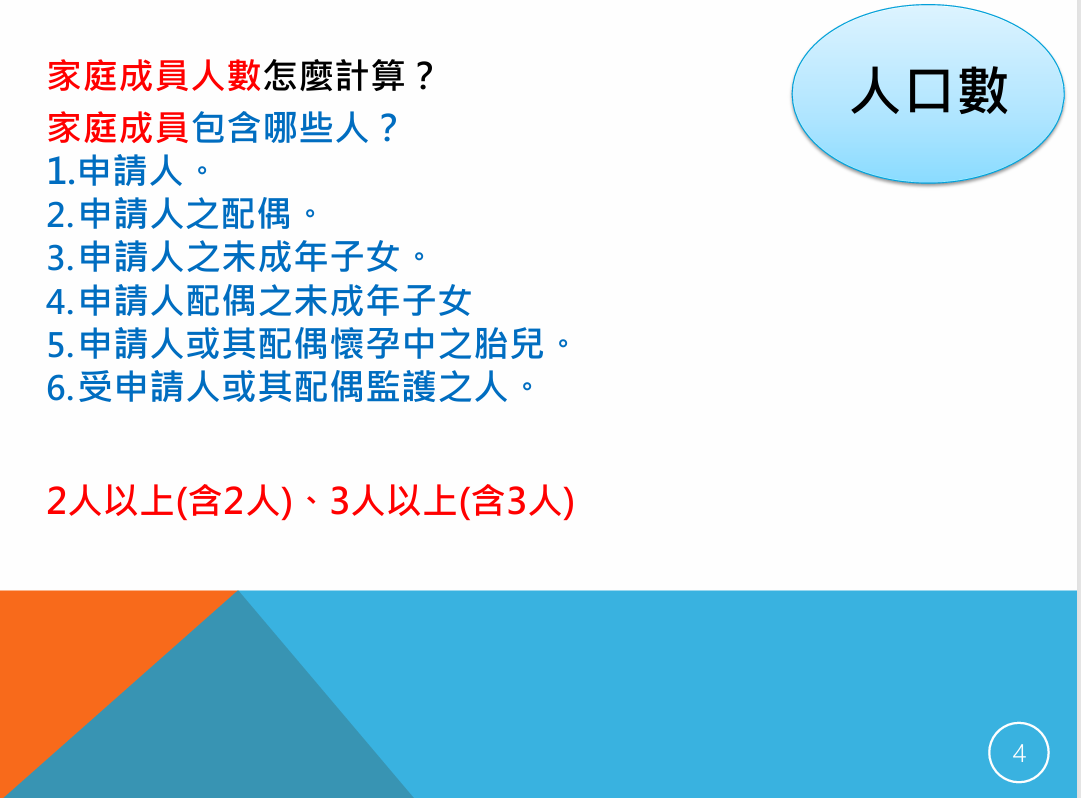 人口數
家庭成員人數怎麼計算？
家庭成員包含哪些人？
1.申請人。
2.申請人之配偶。
3.申請人之未成年子女。
4.申請人配偶之未成年子女
5.申請人或其配偶懷孕中之胎兒。
6.受申請人或其配偶監護之人。
2人以上(含2人)、3人以上(含3人)
4